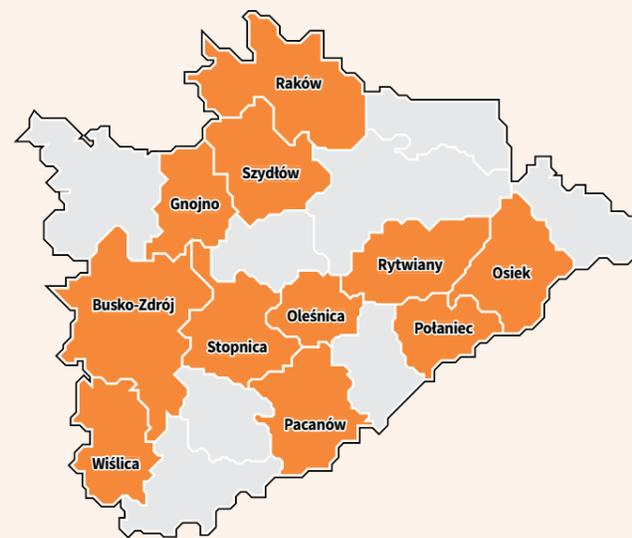 Raków
Szydłów
Gnojno
Rytwiany
Osiek
Busko-Zdrój
Oleśnica
Połaniec
Stopnica
Pacanów
Wiślica